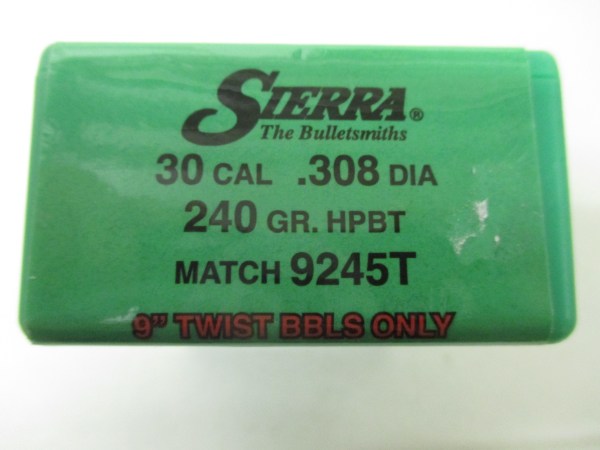 SIERRA®
The Bulletsmiths
30 CAL .308 DIA
240 GR. HPBT
MATCH 9245T
9" TWIST BBLS ONLY